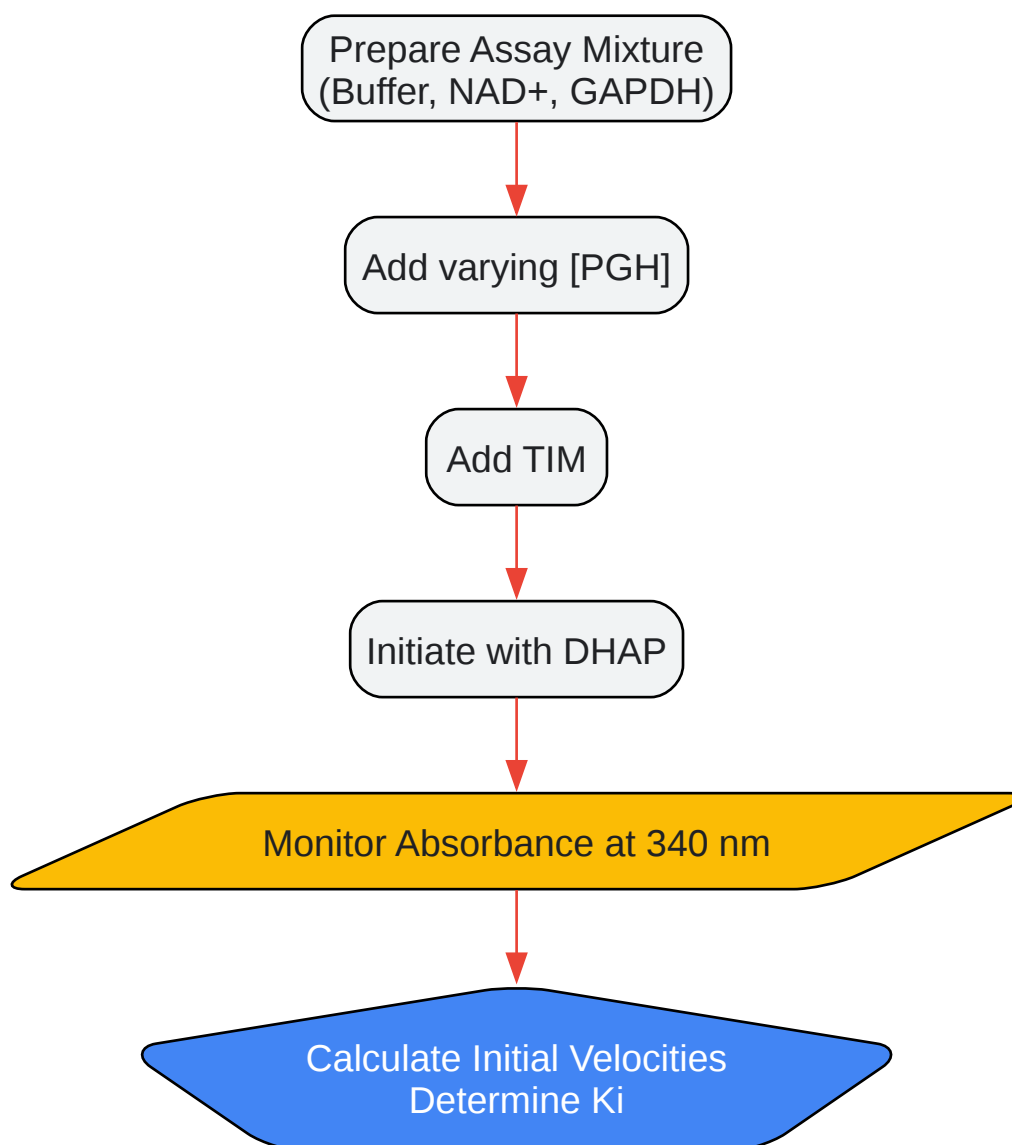 Prepare Assay Mixture
(Buffer, NAD+, GAPDH)
Add varying [PGH]
Add TIM
Initiate with DHAP
Monitor Absorbance at 340 nm
Calculate Initial Velocities
Determine Ki